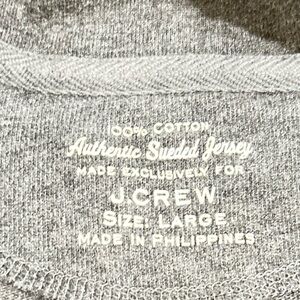 100% COTTON
Authentic Sueded Jersey
MADE EXCLUSIVELY FOR
J.CREW
SIZE. LARGE
MADE IN PHILIPPINES